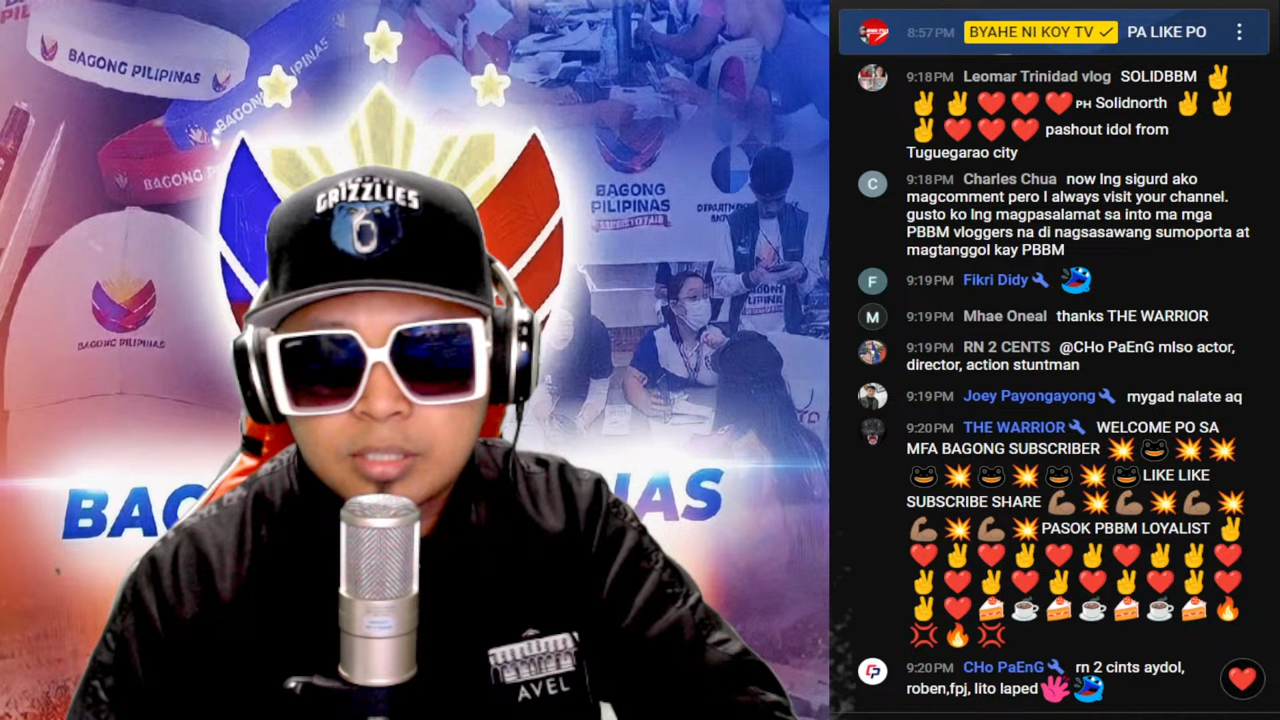 BAGONG PILIPINAS
BAGONG PILIPINAS
BAGONG
BAGONG PILIPINAS
GRIZZLIES
BAGONG
PILIPINAS
BAG
NAS
AVEL
8:57 PM BYAHE NI KOY TV PA LIKE PO
9:18 PM Leomar Trinidad vlog SOLIDBBM ✌
✌✌❤❤❤PH Solidnorth ✌✌
✌❤❤❤ pashout idol from
Tuguegarao city
C
9:18 PM Charles Chua now lng sigurd ako
magcomment pero I always visit your channel.
gusto ko lng magpasalamat sa into ma mga
PBBM vloggers na di nagsasawang sumoporta at
magtanggol kay PBBM
F
9:19 PM Fikri Didy
M
9:19 PM Mhae Oneal thanks THE WARRIOR
9:19 PM RN 2 CENTS @CHo PaEnG mlso actor,
director, action stuntman
9:19 PM Joey Payongayong mygad nalate aq
9:20 PM THE WARRIOR WELCOME PO SA
MFA BAGONG SUBSCRIBER 💥🐸💥💥
🐸💥🐸💥🐸💥🐸LIKE LIKE
SUBSCRIBE SHARE 💪🏽💥💪🏽💥💪🏽💥
💪🏽💥💪🏽💥PASOK PBBM LOYALIST ✌
❤✌❤✌❤✌❤✌✌❤
✌❤✌❤✌❤✌❤✌❤
✌❤🍰☕🍰☕🍰☕🍰🔥
💢🔥💢
9:20 PM CHo PaEnG rn 2 cints aydol,
roben,fpj, lito laped